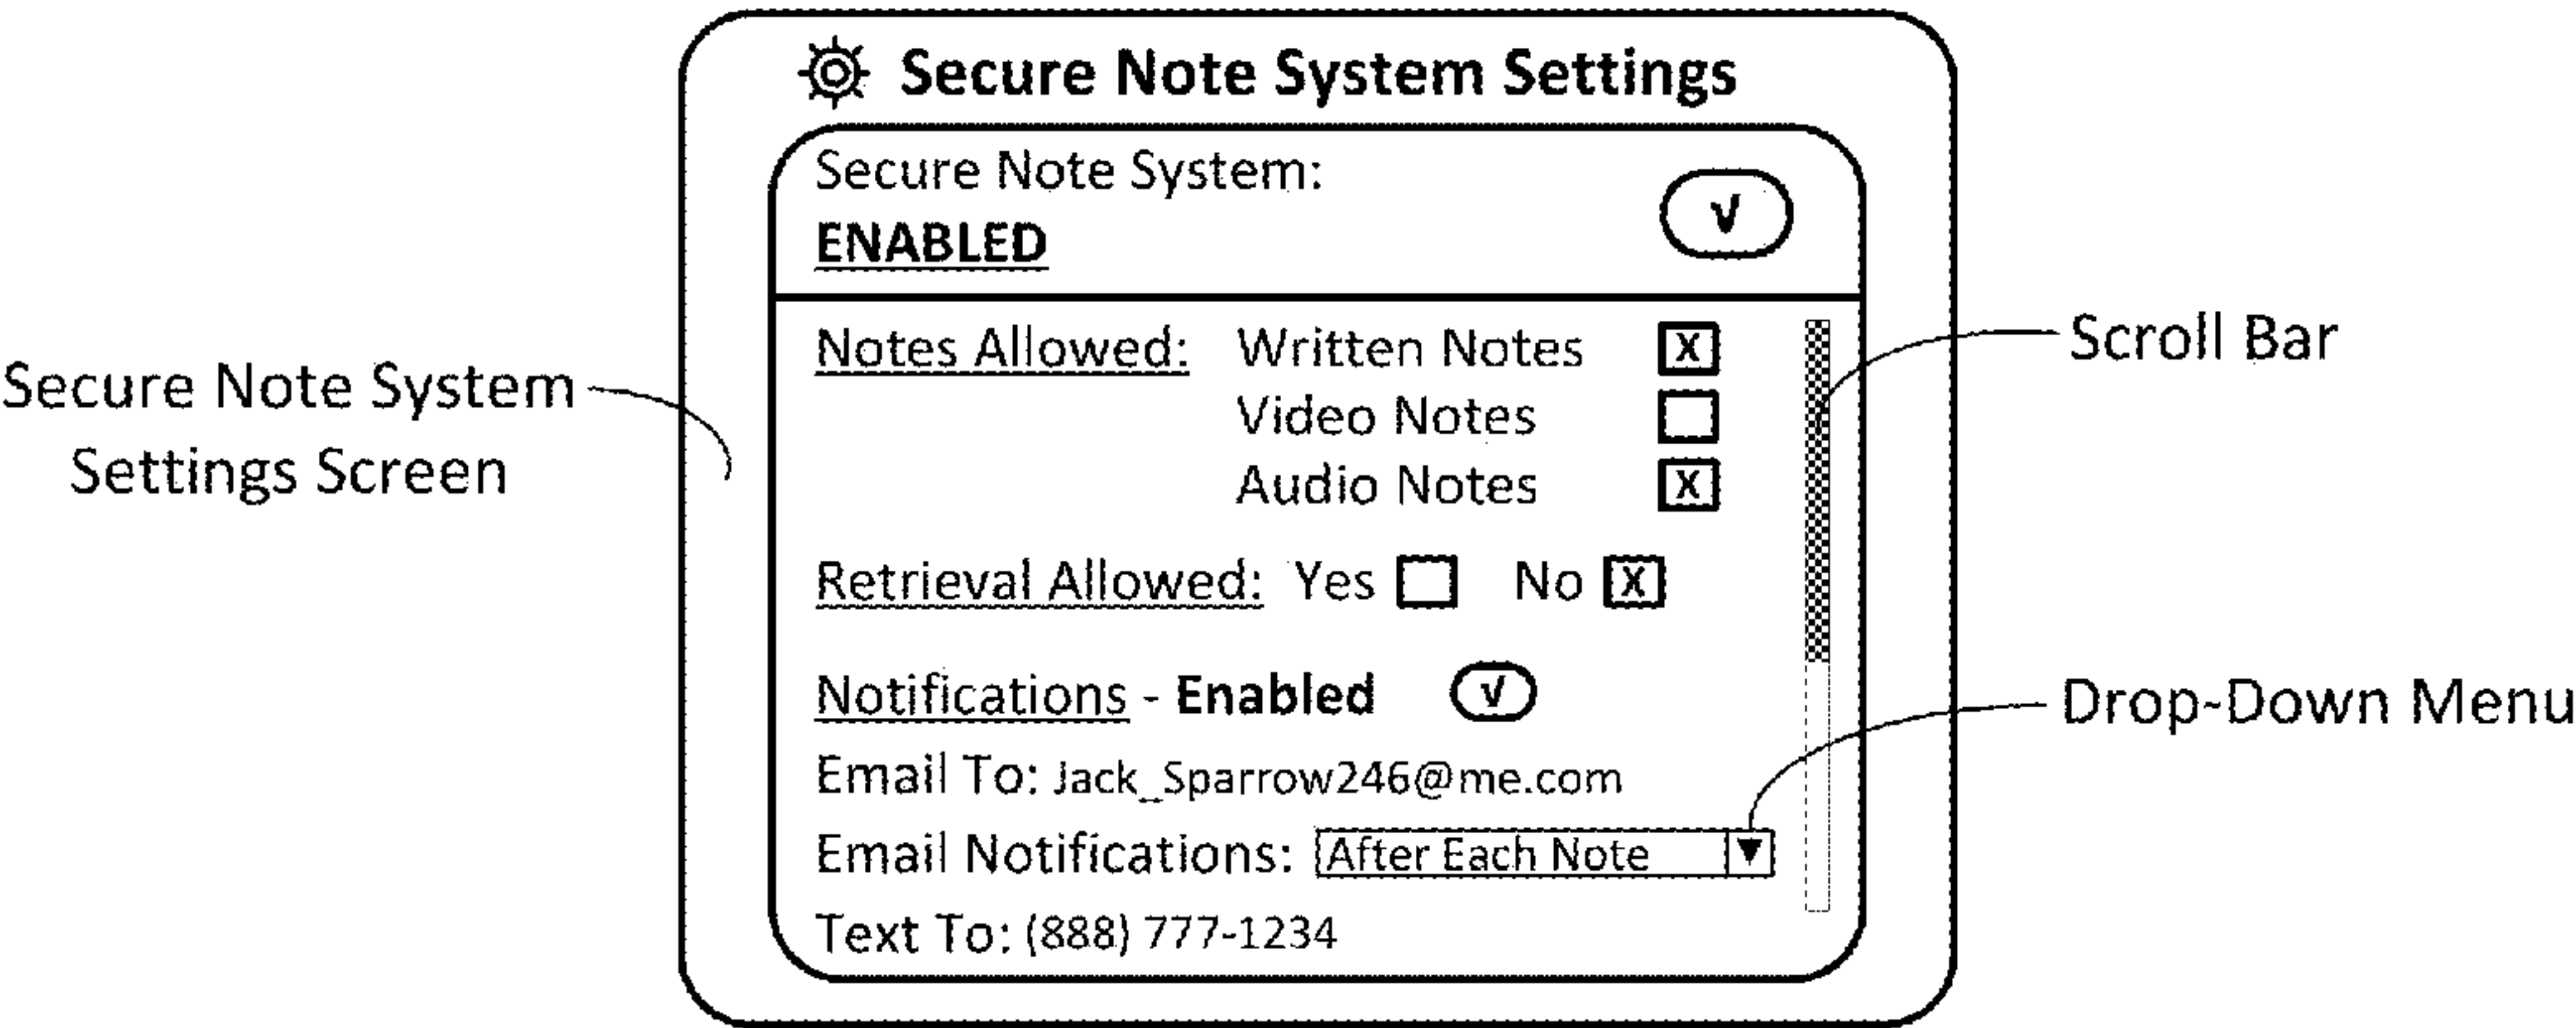 Secure Note System Settings
Secure Note System:
ENABLED
√
Notes Allowed: Written Notes X
Video Notes
Audio Notes X
Retrieval Allowed: Yes No X
Notifications - Enabled √
Email To: Jack_Sparrow246@me.com
Email Notifications: After Each Note ▼
Text To: (888) 777-1234
Secure Note System
Settings Screen
Scroll Bar
Drop-Down Menu